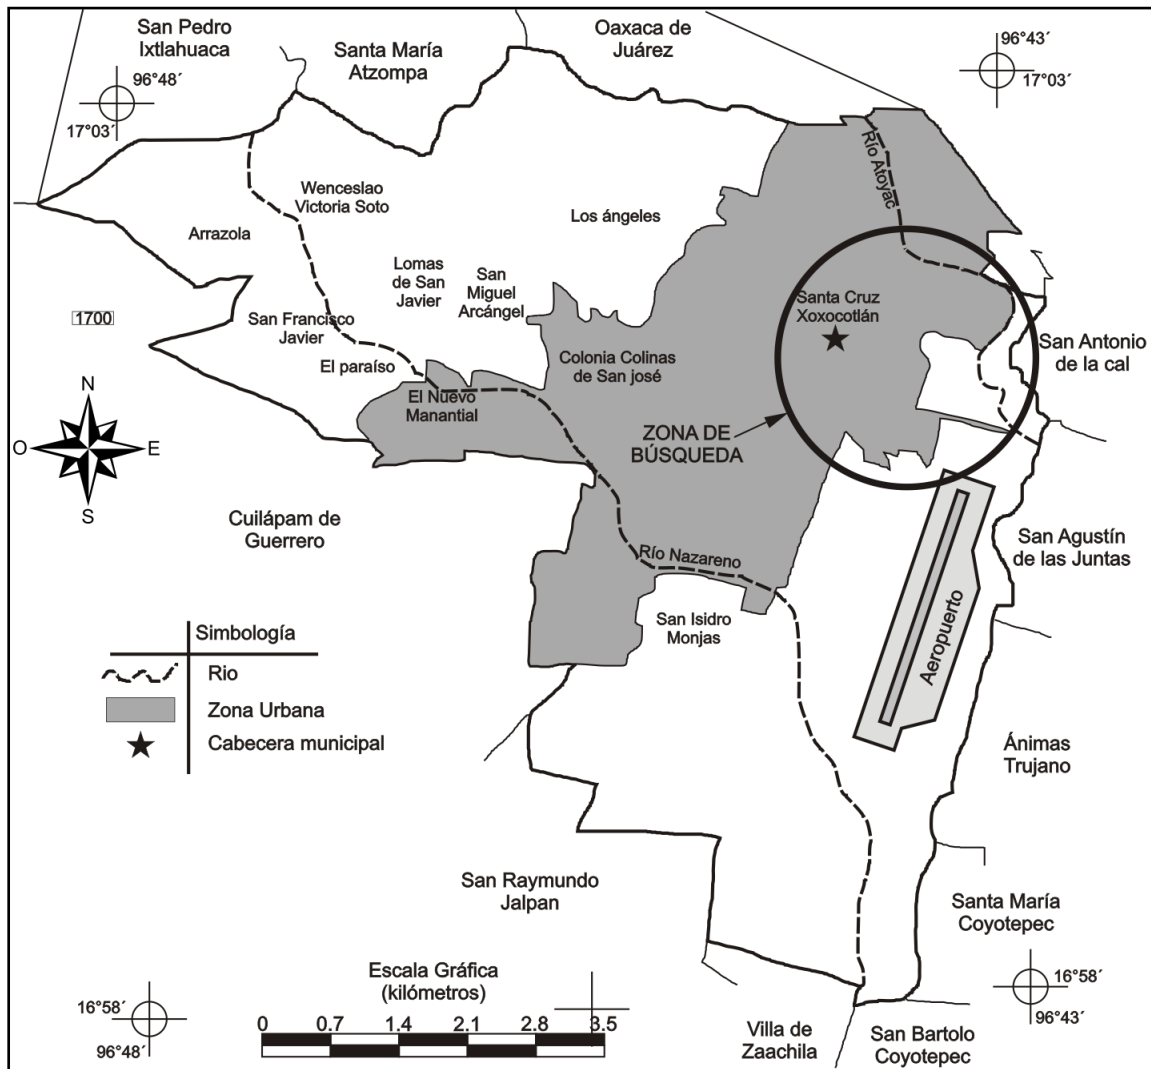 San Pedro
Ixtlahuaca
Santa María
Atzompa
Oaxaca de
Juárez
96°48´
17°03´
96°43´
17°03´
Río Atoyac
Wenceslao
Victoria Soto
Los ángeles
Arrazola
Lomas
de San
Javier
San
Miguel
Arcángel
Santa Cruz
Xoxocotlán
1700
San Francisco
Javier
El paraíso
Colonia Colinas
de San josé
San Antonio
de la cal
El Nuevo
Manantial
ZONA DE
BÚSQUEDA
N
O
E
S
Cuilápam de
Guerrero
San Agustín
de las Juntas
Río Nazareno
San Isidro
Monjas
Aeropuerto
Simbología
Rio
Zona Urbana
Cabecera municipal
Ánimas
Trujano
San Raymundo
Jalpan
Santa María
Coyotepec
Escala Gráfica
(kilómetros)
0 0.7 1.4 2.1 2.8 3.5
16°58´
96°48´
16°58´
96°43´
Villa de
Zaachila
San Bartolo
Coyotepec